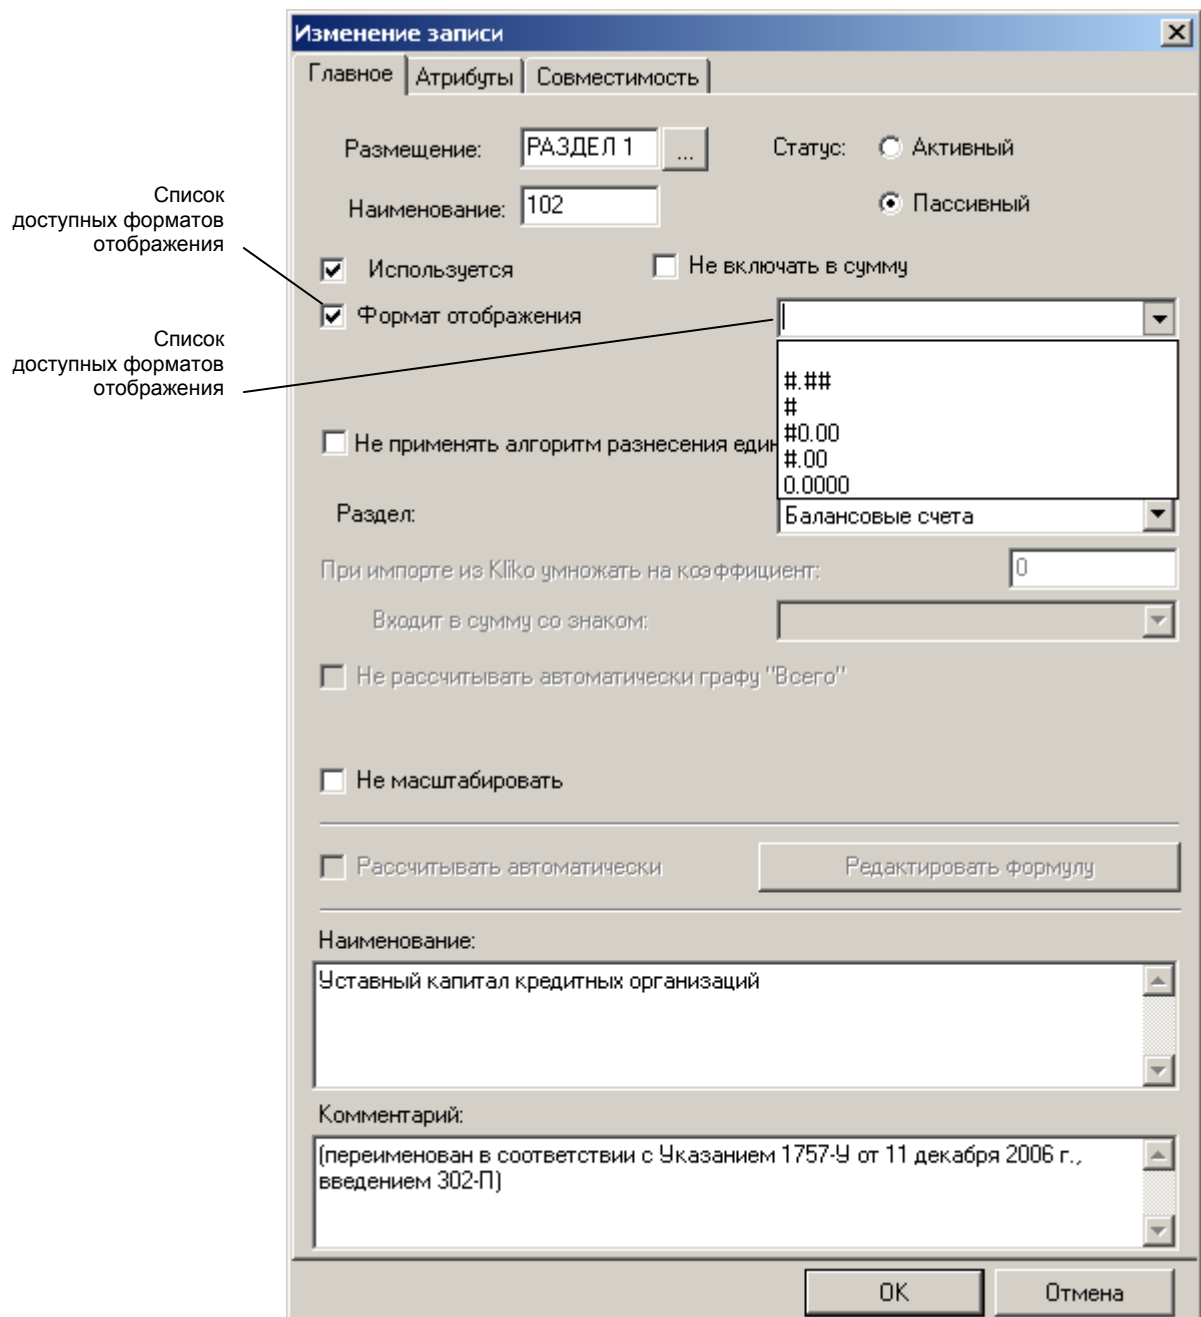 Изменение записи
Главное
Атрибуты
Совместимость
Размещение:
РАЗДЕЛ 1
...
Статус:
Активный
Наименование:
102
Пассивный
Список
доступных форматов
отображения
Используется
Не включать в сумму
Формат отображения
Список
доступных форматов
отображения
#.##
#
#0.00
#.00
0.0000
Не применять алгоритм разнесения един
Раздел:
Балансовые счета
При импорте из Kliko умножать на коэффициент:
0
Входит в сумму со знаком:
Не рассчитывать автоматически графу "Всего"
Не масштабировать
Рассчитывать автоматически
Редактировать формулу
Наименование:
Уставный капитал кредитных организаций
Комментарий:
(переименован в соответствии с Указанием 1757-У от 11 декабря 2006 г.,
введением 302-П)
OK
Отмена